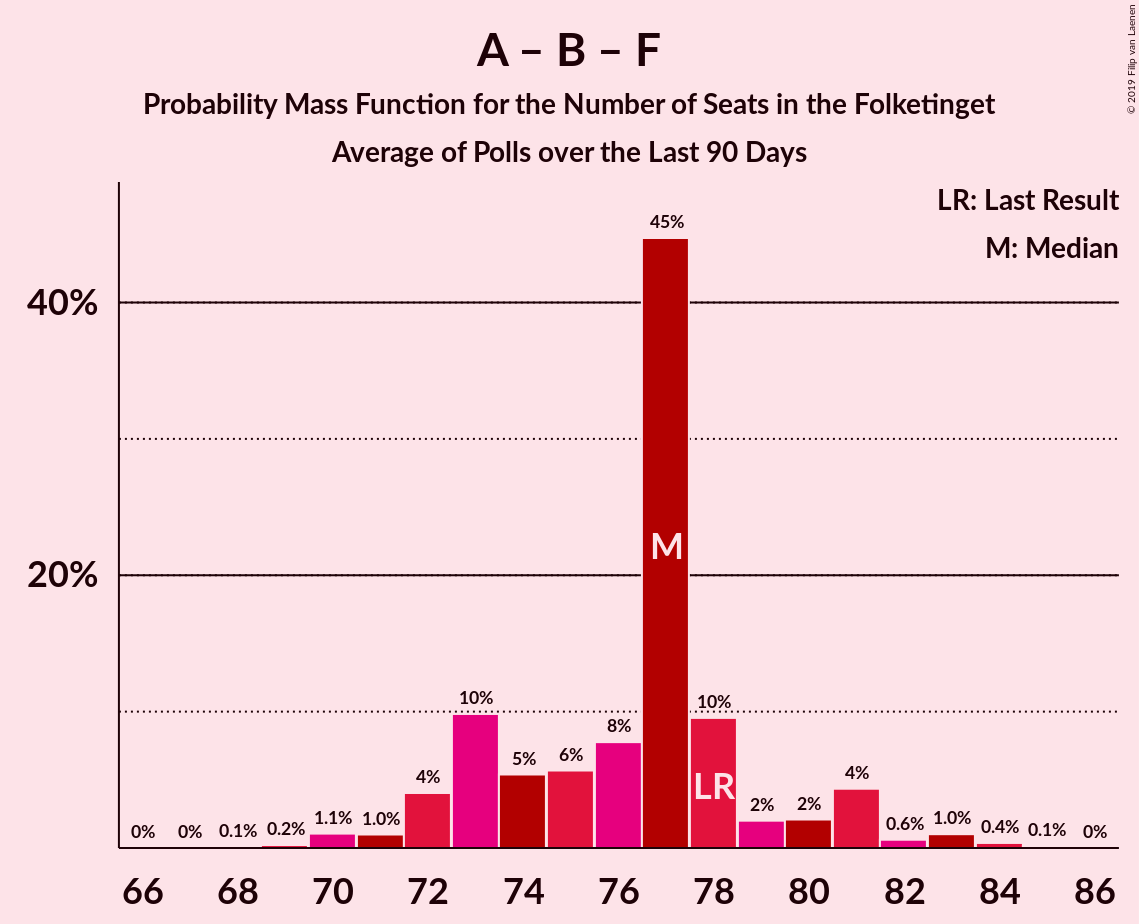 A – B – F
Probability Mass Function for the Number of Seats in the Folketinget
Average of Polls over the Last 90 Days
© 2019 Filip van Laenen
LR: Last Result
M: Median
40%
20%
0% 0% 0.1% 0.2% 1.1% 1.0% 4% 10% 5% 6% 8% 45% 10% 2% 2% 4% 0.6% 1.0% 0.4% 0.1% 0%
M
LR
66 68 70 72 74 76 78 80 82 84 86